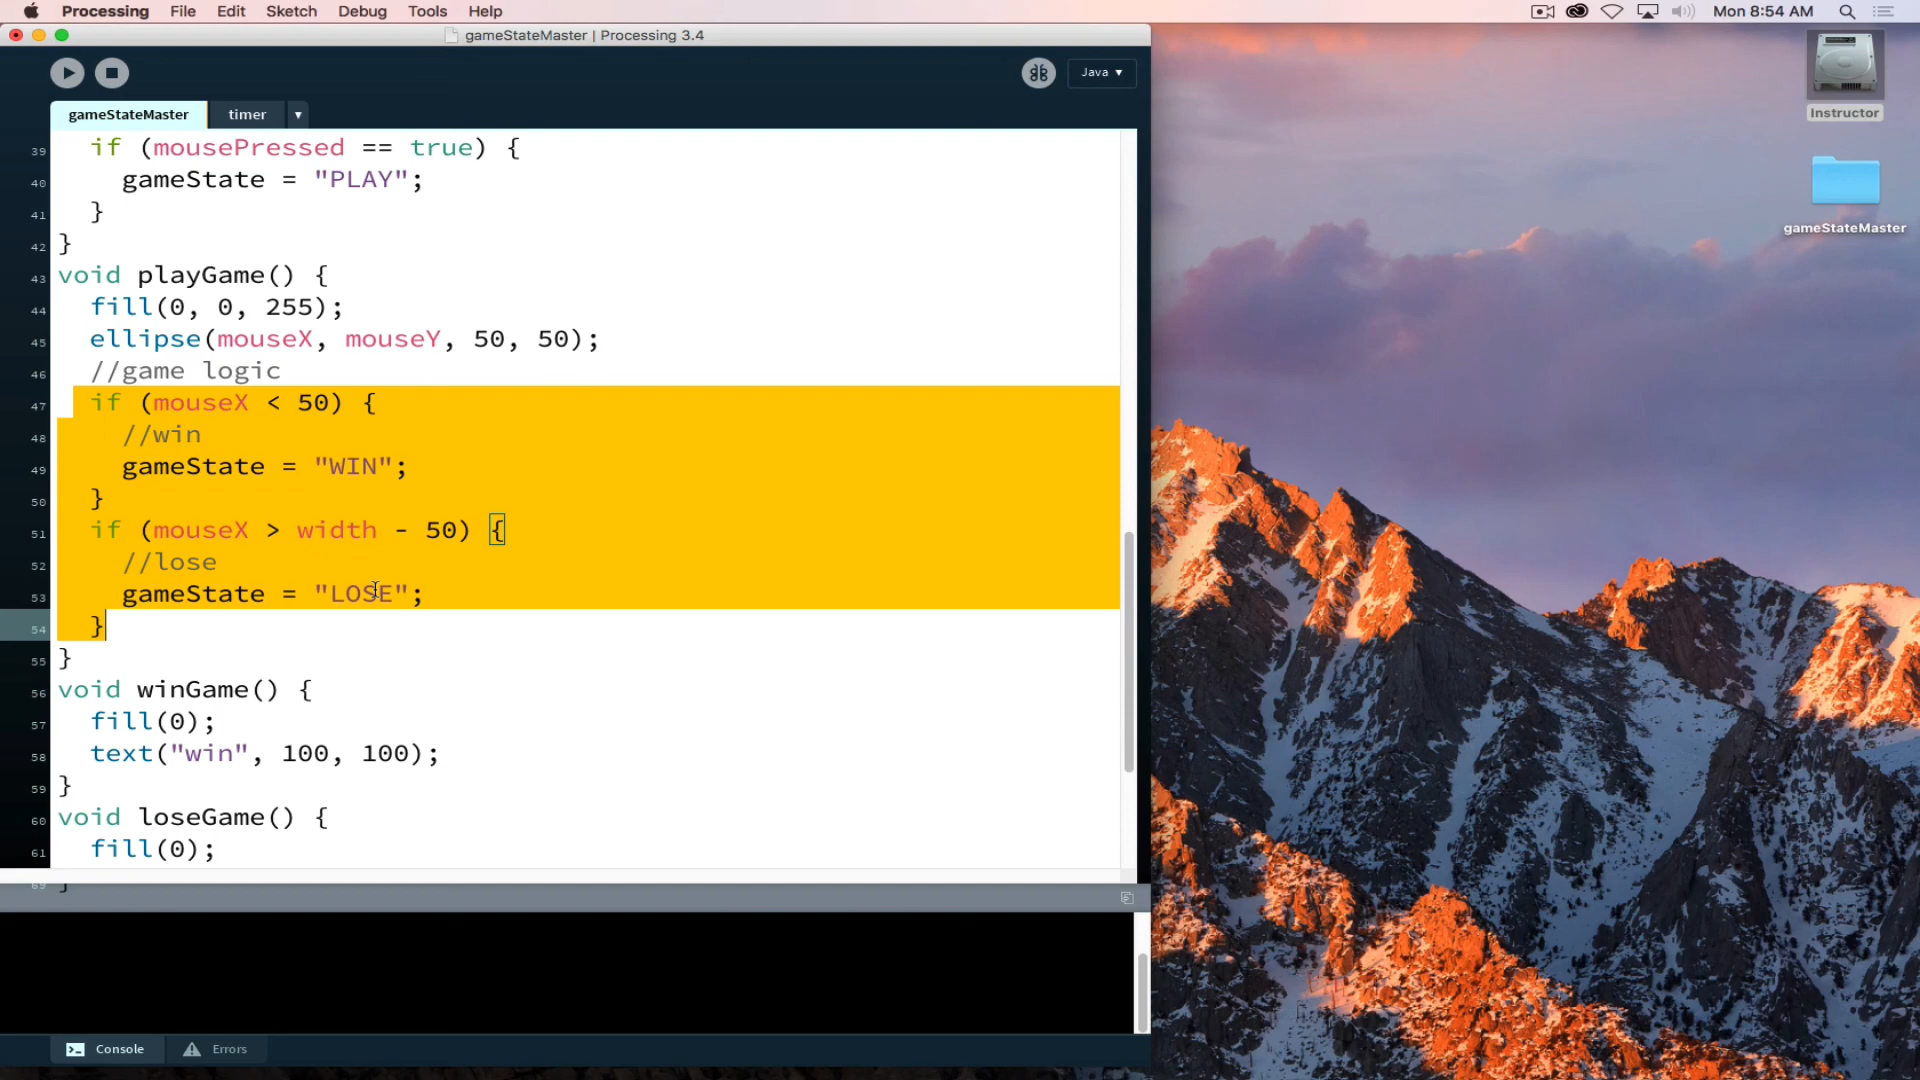 Processing File Edit Sketch Debug Tools Help Mon 8:54 AM
gameStateMaster | Processing 3.4
Java ▼
gameStateMaster timer ▼
39 if (mousePressed == true) {
40 gameState = "PLAY";
41 }
42 }
43 void playGame() {
44 fill(0, 0, 255);
45 ellipse(mouseX, mouseY, 50, 50);
46 //game logic
47 if (mouseX < 50) {
48 //win
49 gameState = "WIN";
50 }
51 if (mouseX > width - 50) {
52 //lose
53 gameState = "LOSE";
54 }
55 }
56 void winGame() {
57 fill(0);
58 text("win", 100, 100);
59 }
60 void loseGame() {
61 fill(0);
Console Errors
Instructor
gameStateMaster